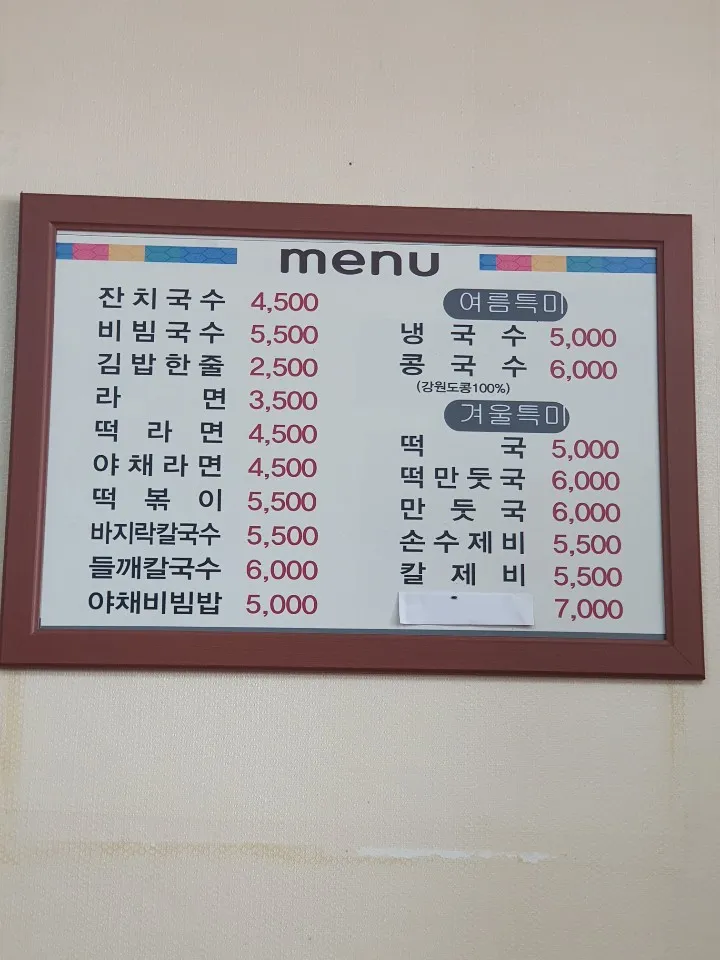 menu
잔치국수 4,500
비빔국수 5,500
김밥한줄 2,500
라면 3,500
떡라면 4,500
야채라면 4,500
떡볶이 5,500
바지락칼국수 5,500
들깨칼국수 6,000
야채비빔밥 5,000
여름특미
냉국수 5,000
콩국수 6,000
(강원도콩100%)
겨울특미
떡국 5,000
떡만둣국 6,000
만둣국 6,000
손수제비 5,500
칼제비 5,500
7,000